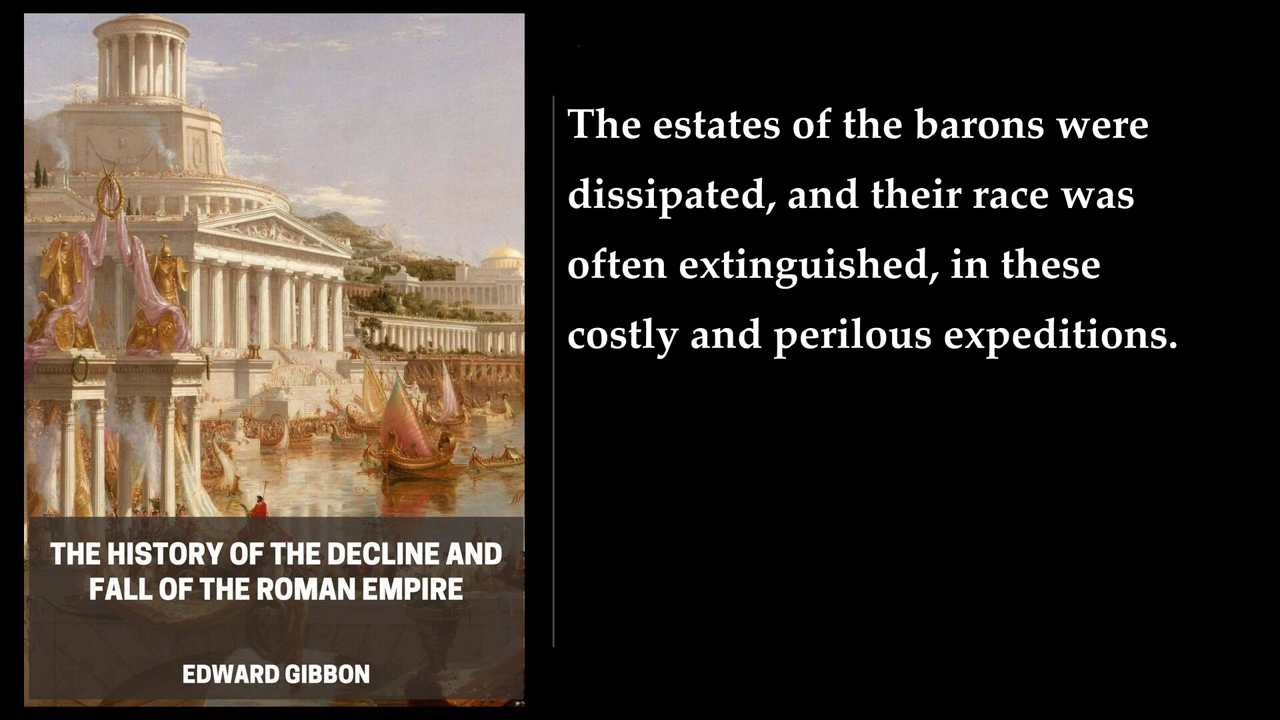 The estates of the barons were
dissipated, and their race was
often extinguished, in these
costly and perilous expeditions.
THE HISTORY OF THE DECLINE AND
FALL OF THE ROMAN EMPIRE
EDWARD GIBBON